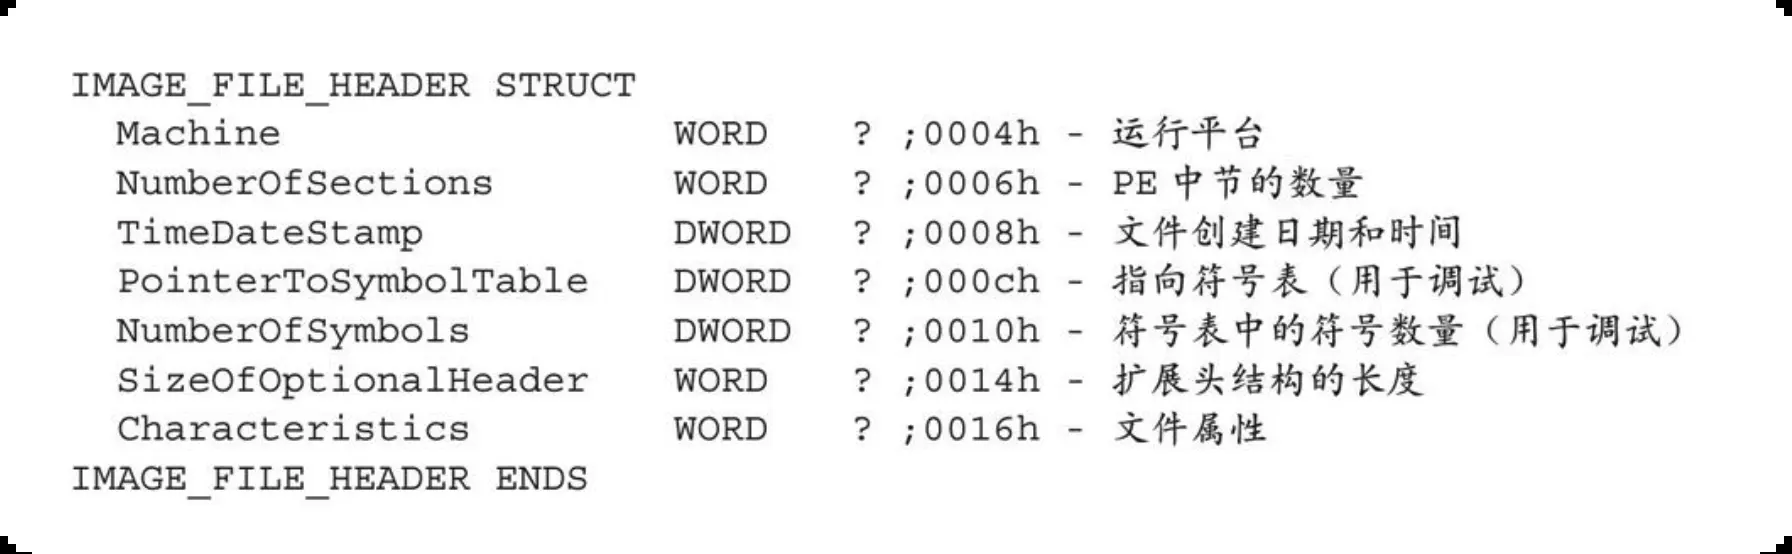 IMAGE_FILE_HEADER STRUCT
Machine WORD ? ;0004h - 运行平台
NumberOfSections WORD ? ;0006h - PE 中节的数量
TimeDateStamp DWORD ? ;0008h - 文件创建日期和时间
PointerToSymbolTable DWORD ? ;000ch - 指向符号表（用于调试）
NumberOfSymbols DWORD ? ;0010h - 符号表中的符号数量（用于调试）
SizeOfOptionalHeader WORD ? ;0014h - 扩展头结构的长度
Characteristics WORD ? ;0016h - 文件属性
IMAGE_FILE_HEADER ENDS